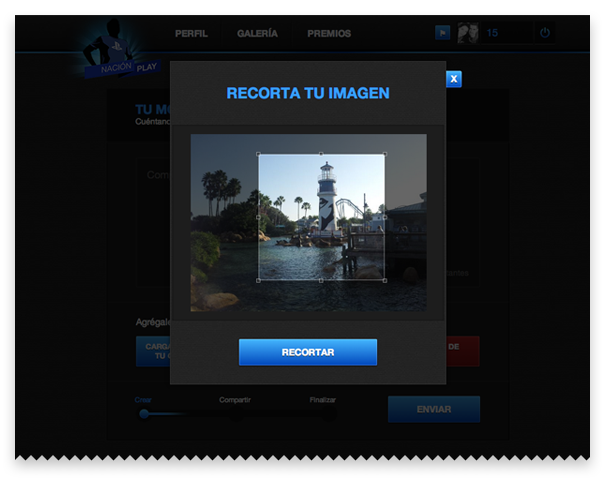 PERFIL
GALERÍA
PREMIOS
15
NACIÓN PLAY
RECORTA TU IMAGEN
X
TU
Cuéntano
Com
Agrégale
CARGA
TU
DE
RECORTAR
Crear
Compartir
Finalizar
ENVIAR